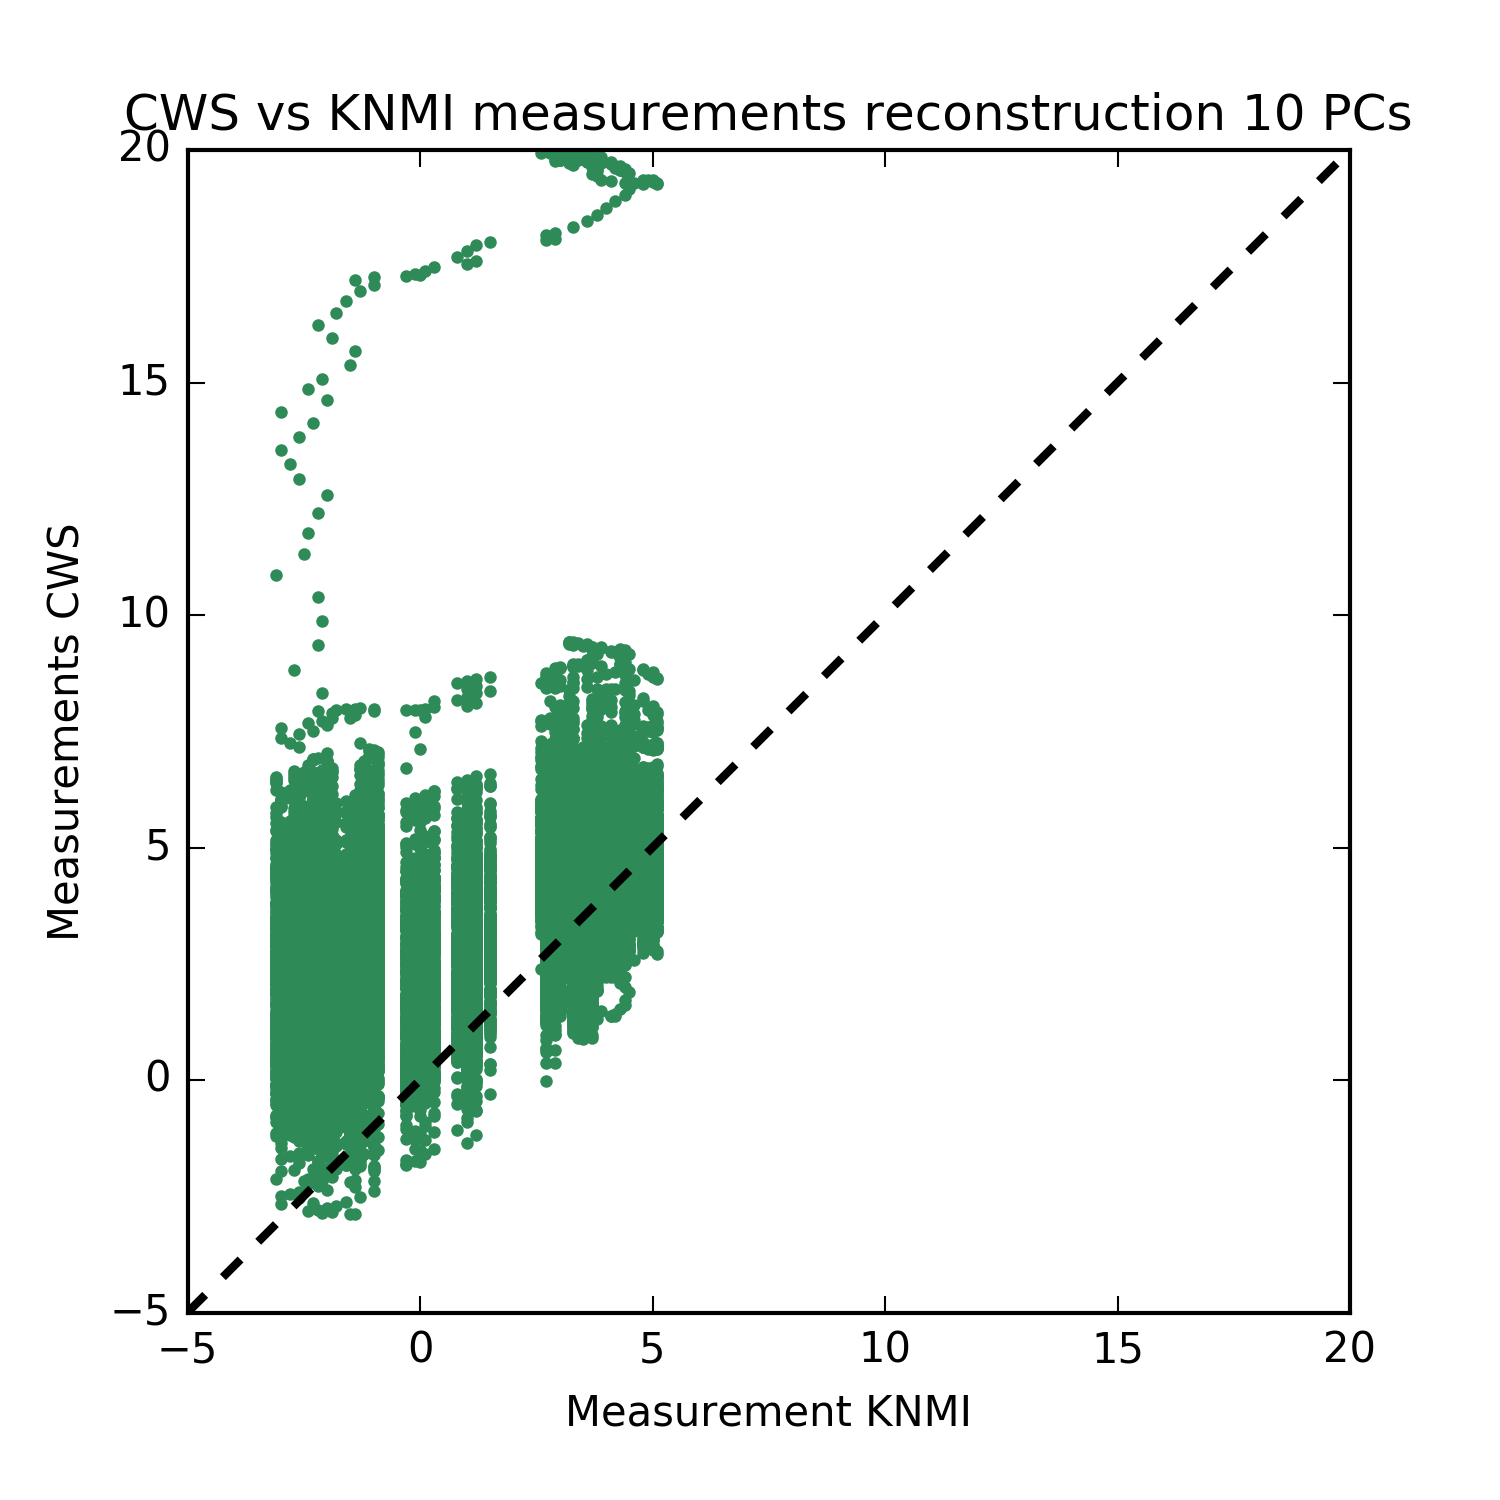 CWS vs KNMI measurements reconstruction 10 PCs
20
15
10
5
0
−5
−5 0 5 10 15 20
Measurements CWS
Measurement KNMI